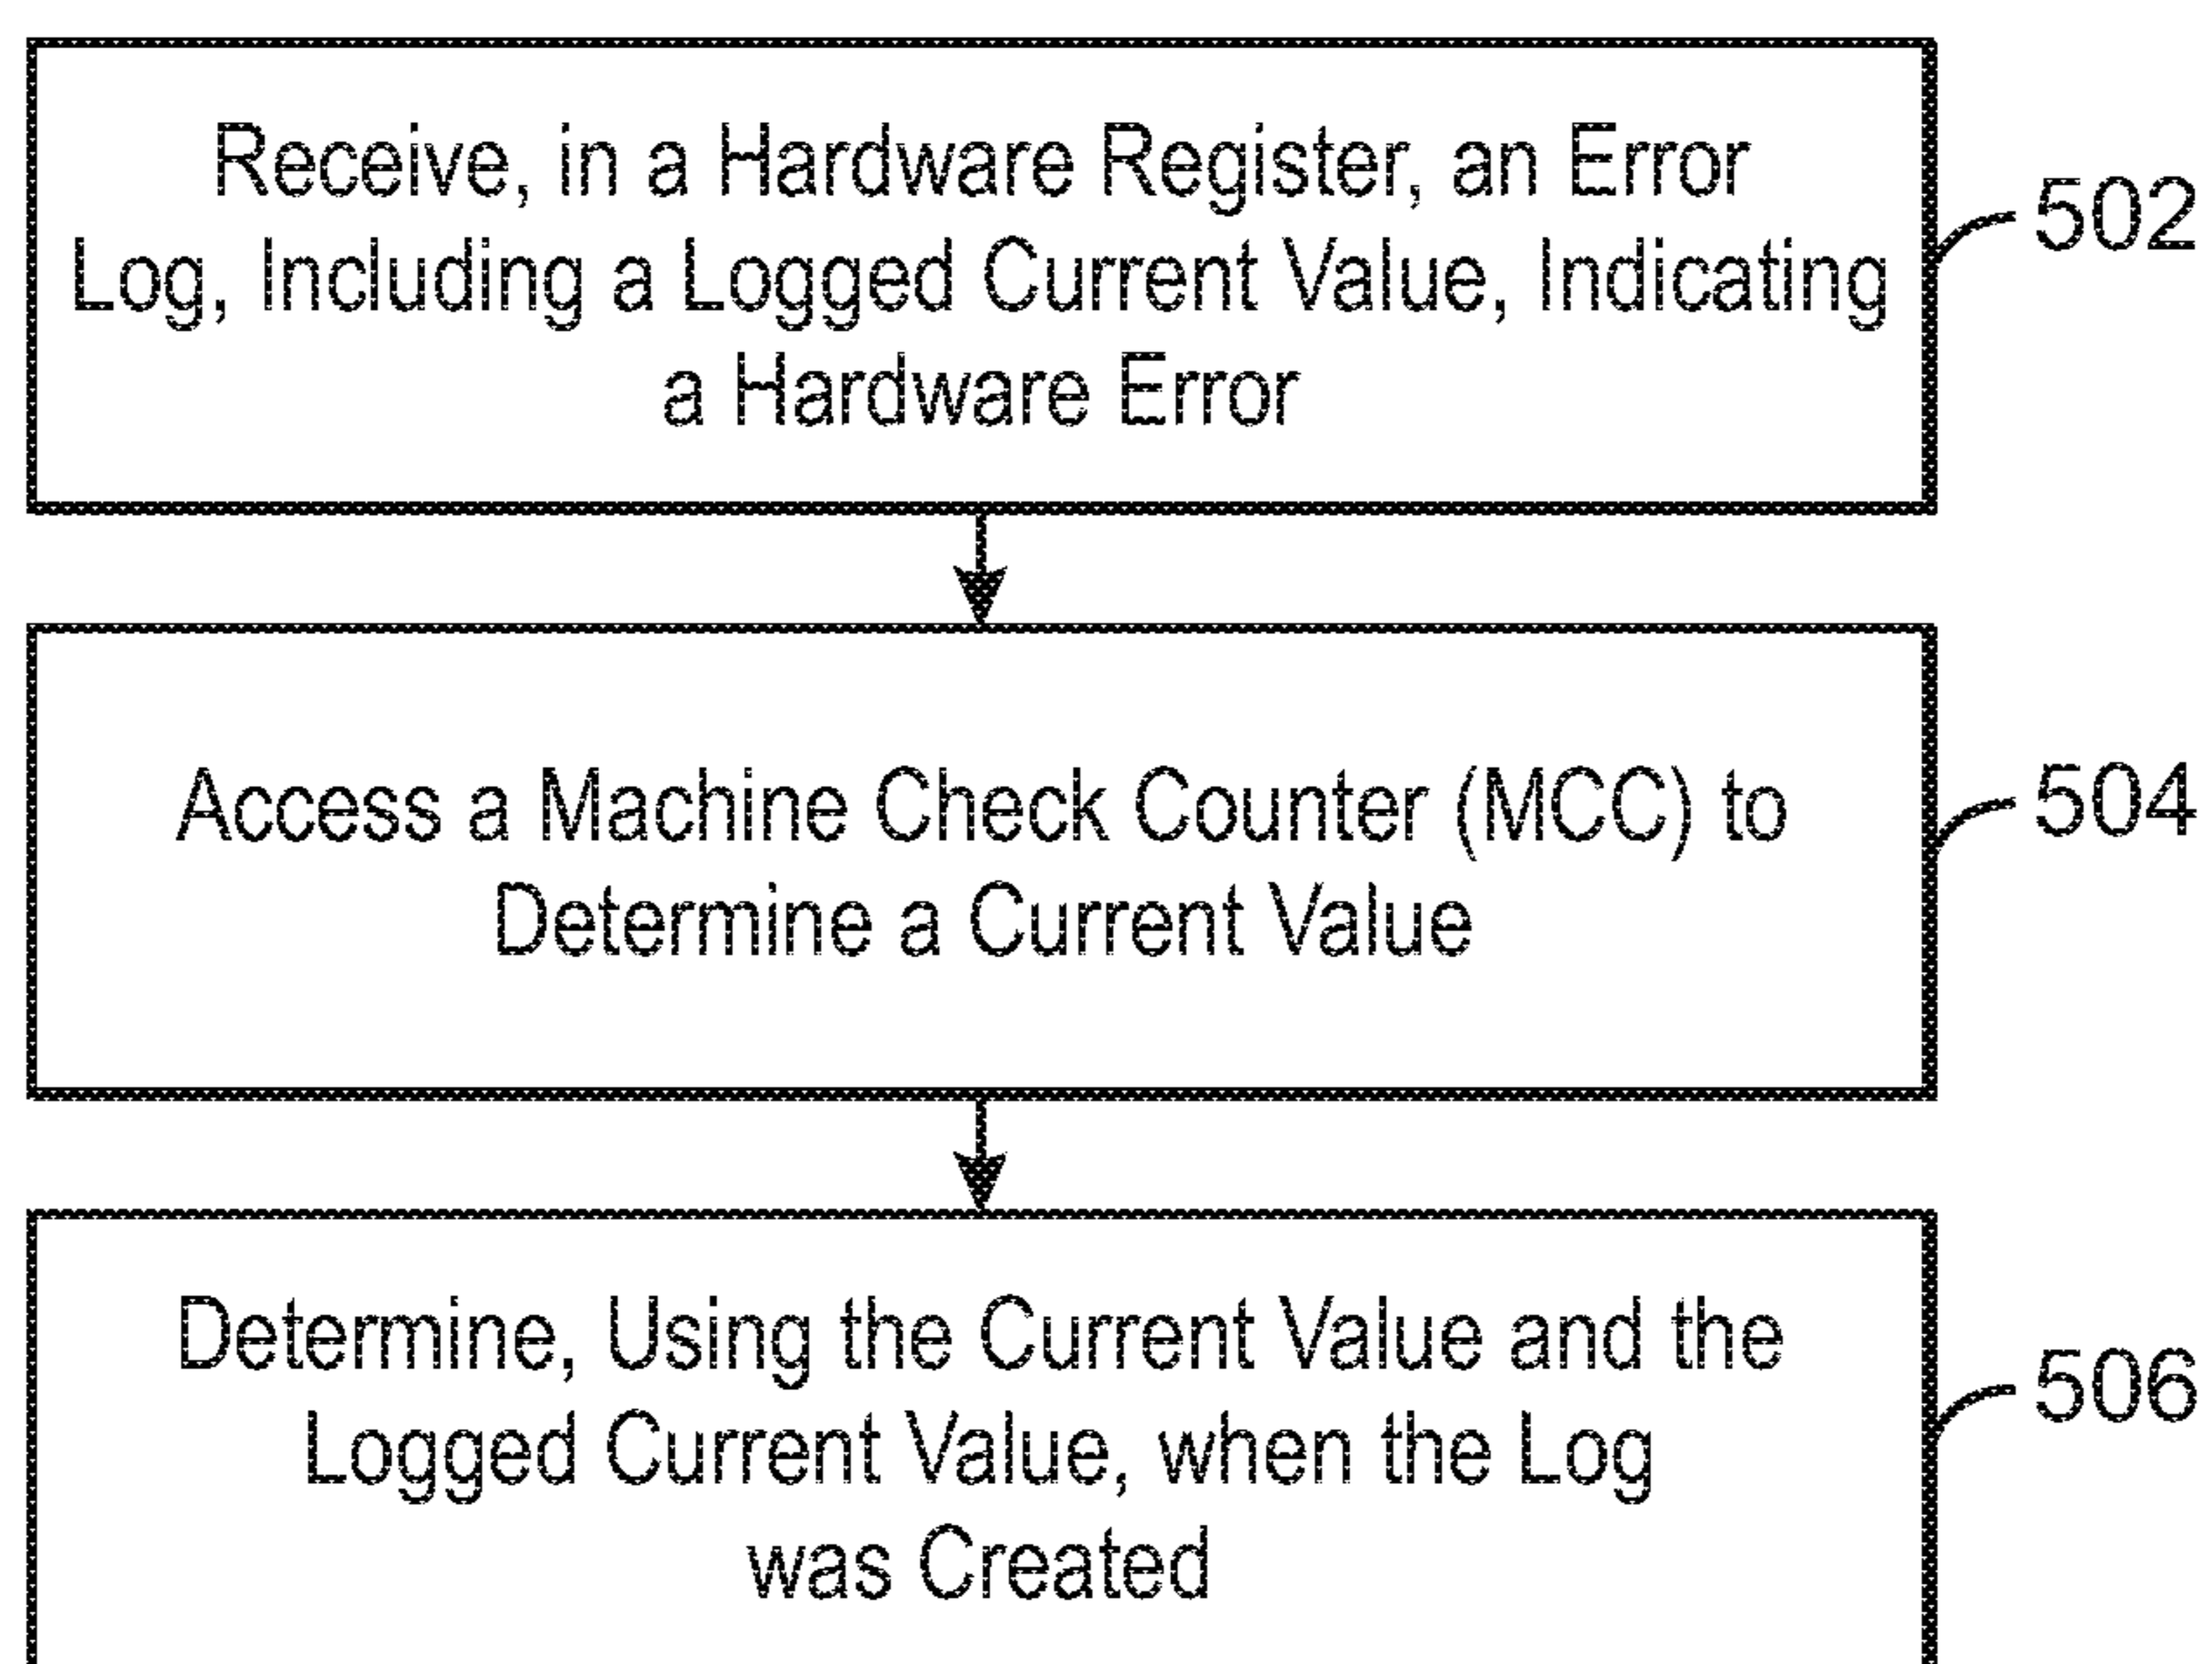 Receive, in a Hardware Register, an Error
Log, Including a Logged Current Value, Indicating
a Hardware Error
502
Access a Machine Check Counter (MCC) to
Determine a Current Value
504
Determine, Using the Current Value and the
Logged Current Value, when the Log
was Created
506